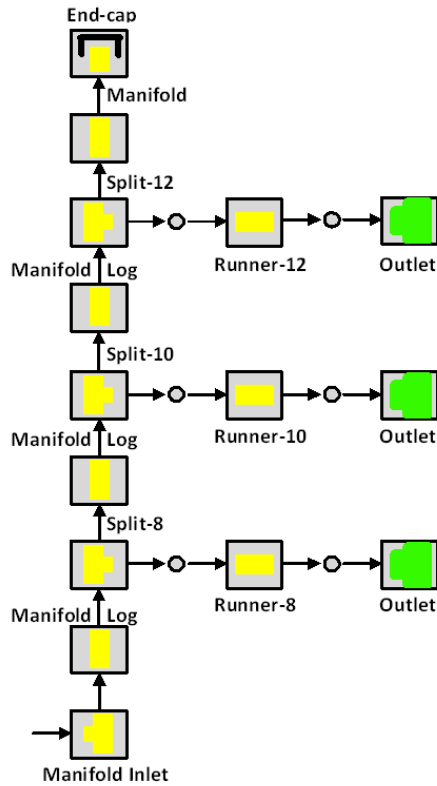 End-cap
Manifold
Split-12
Manifold Log
Runner-12
Outlet
Split-10
Manifold Log
Runner-10
Outlet
Split-8
Manifold Log
Runner-8
Outlet
Manifold Inlet